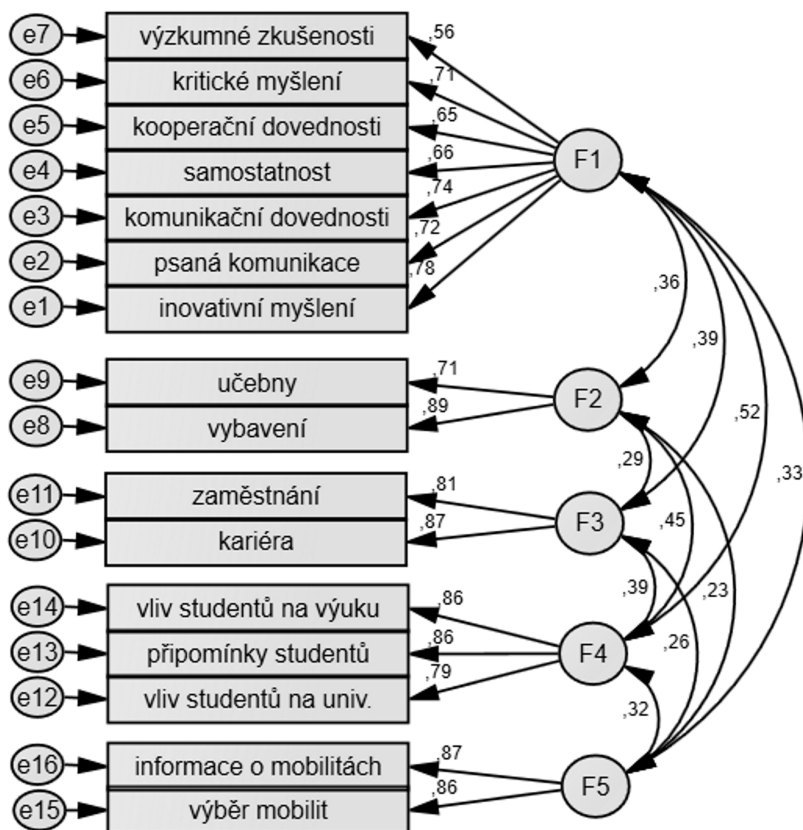 e7 výzkumné zkušenosti ,56
e6 kritické myšlení ,71
e5 kooperační dovednosti ,65
e4 samostatnost ,66
F1
e3 komunikační dovednosti ,74
e2 psaná komunikace ,72
e1 inovativní myšlení ,78
,36
,39
e9 učebny ,71
e8 vybavení ,89
F2
,52
,29
,33
e11 zaměstnání ,81
e10 kariéra ,87
F3
,45
,39
,23
e14 vliv studentů na výuku ,86
e13 připomínky studentů ,86
e12 vliv studentů na univ. ,79
F4
,26
,32
e16 informace o mobilitách ,87
e15 výběr mobilit ,86
F5